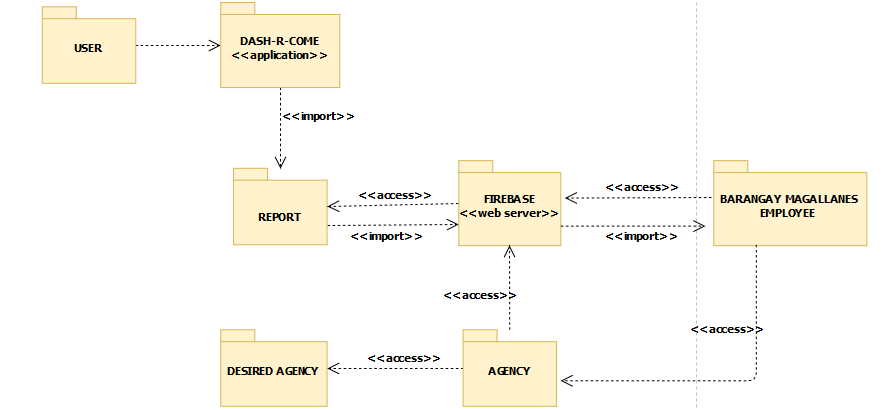 USER
DASH-R-COME
<<application>>
<<import>>
REPORT
<<access>>
<<import>>
FIREBASE
<<web server>>
<<access>>
<<import>>
BARANGAY MAGALLANES
EMPLOYEE
<<access>>
<<access>>
DESIRED AGENCY
<<access>>
AGENCY